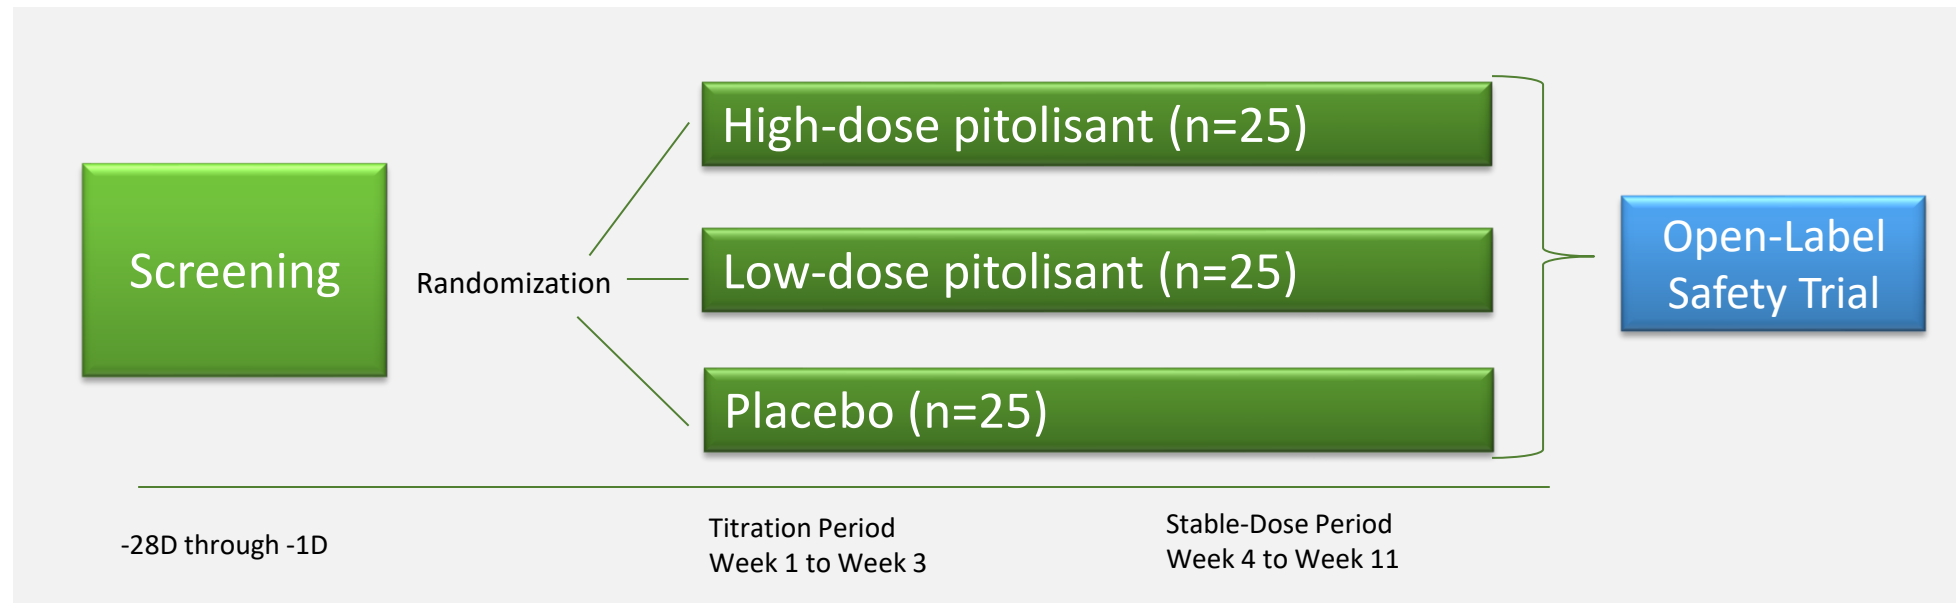 Screening
Randomization
High-dose pitolisant (n=25)
Low-dose pitolisant (n=25)
Placebo (n=25)
Open-Label
Safety Trial
-28D through -1D
Titration Period
Week 1 to Week 3
Stable-Dose Period
Week 4 to Week 11